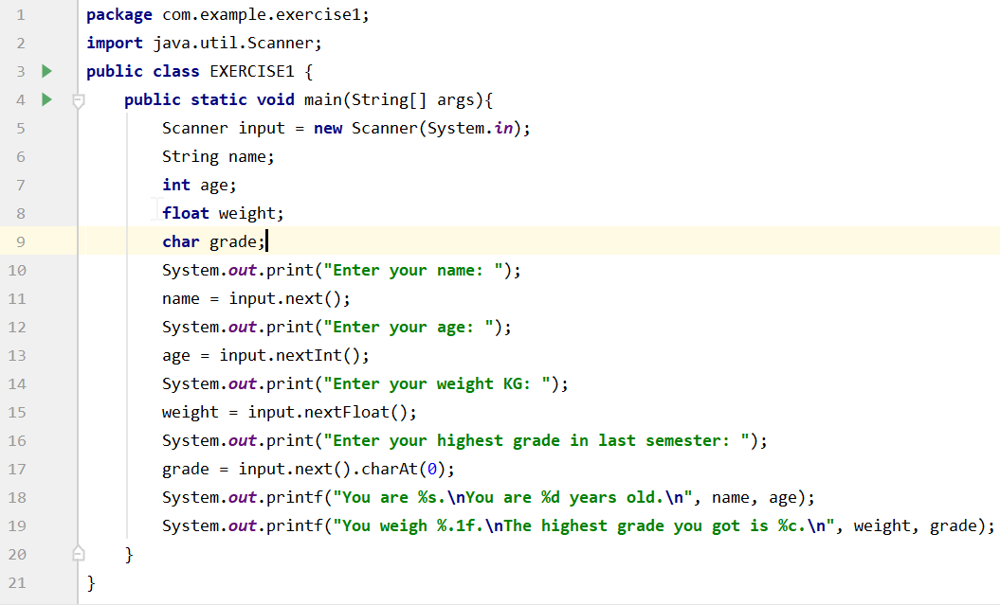 1 package com.example.exercise1;
2 import java.util.Scanner;
3 public class EXERCISE1 {
4     public static void main(String[] args){
5         Scanner input = new Scanner(System.in);
6         String name;
7         int age;
8         float weight;
9         char grade;
10         System.out.print("Enter your name: ");
11         name = input.next();
12         System.out.print("Enter your age: ");
13         age = input.nextInt();
14         System.out.print("Enter your weight KG: ");
15         weight = input.nextFloat();
16         System.out.print("Enter your highest grade in last semester: ");
17         grade = input.next().charAt(0);
18         System.out.printf("You are %s.\nYou are %d years old.\n", name, age);
19         System.out.printf("You weigh %.1f.\nThe highest grade you got is %c.\n", weight, grade);
20     }
21 }